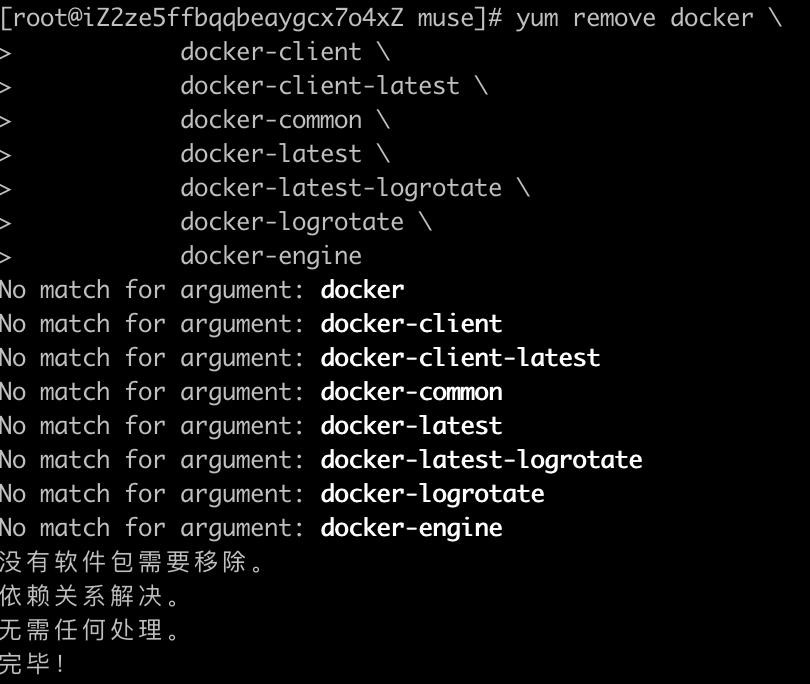 [root@iZ2ze5ffbqqbeaygcx7o4xZ muse]# yum remove docker \
> docker-client \
> docker-client-latest \
> docker-common \
> docker-latest \
> docker-latest-logrotate \
> docker-logrotate \
> docker-engine
No match for argument: docker
No match for argument: docker-client
No match for argument: docker-client-latest
No match for argument: docker-common
No match for argument: docker-latest
No match for argument: docker-latest-logrotate
No match for argument: docker-logrotate
No match for argument: docker-engine
没有软件包需要移除。
依赖关系解决。
无需任何处理。
完毕！